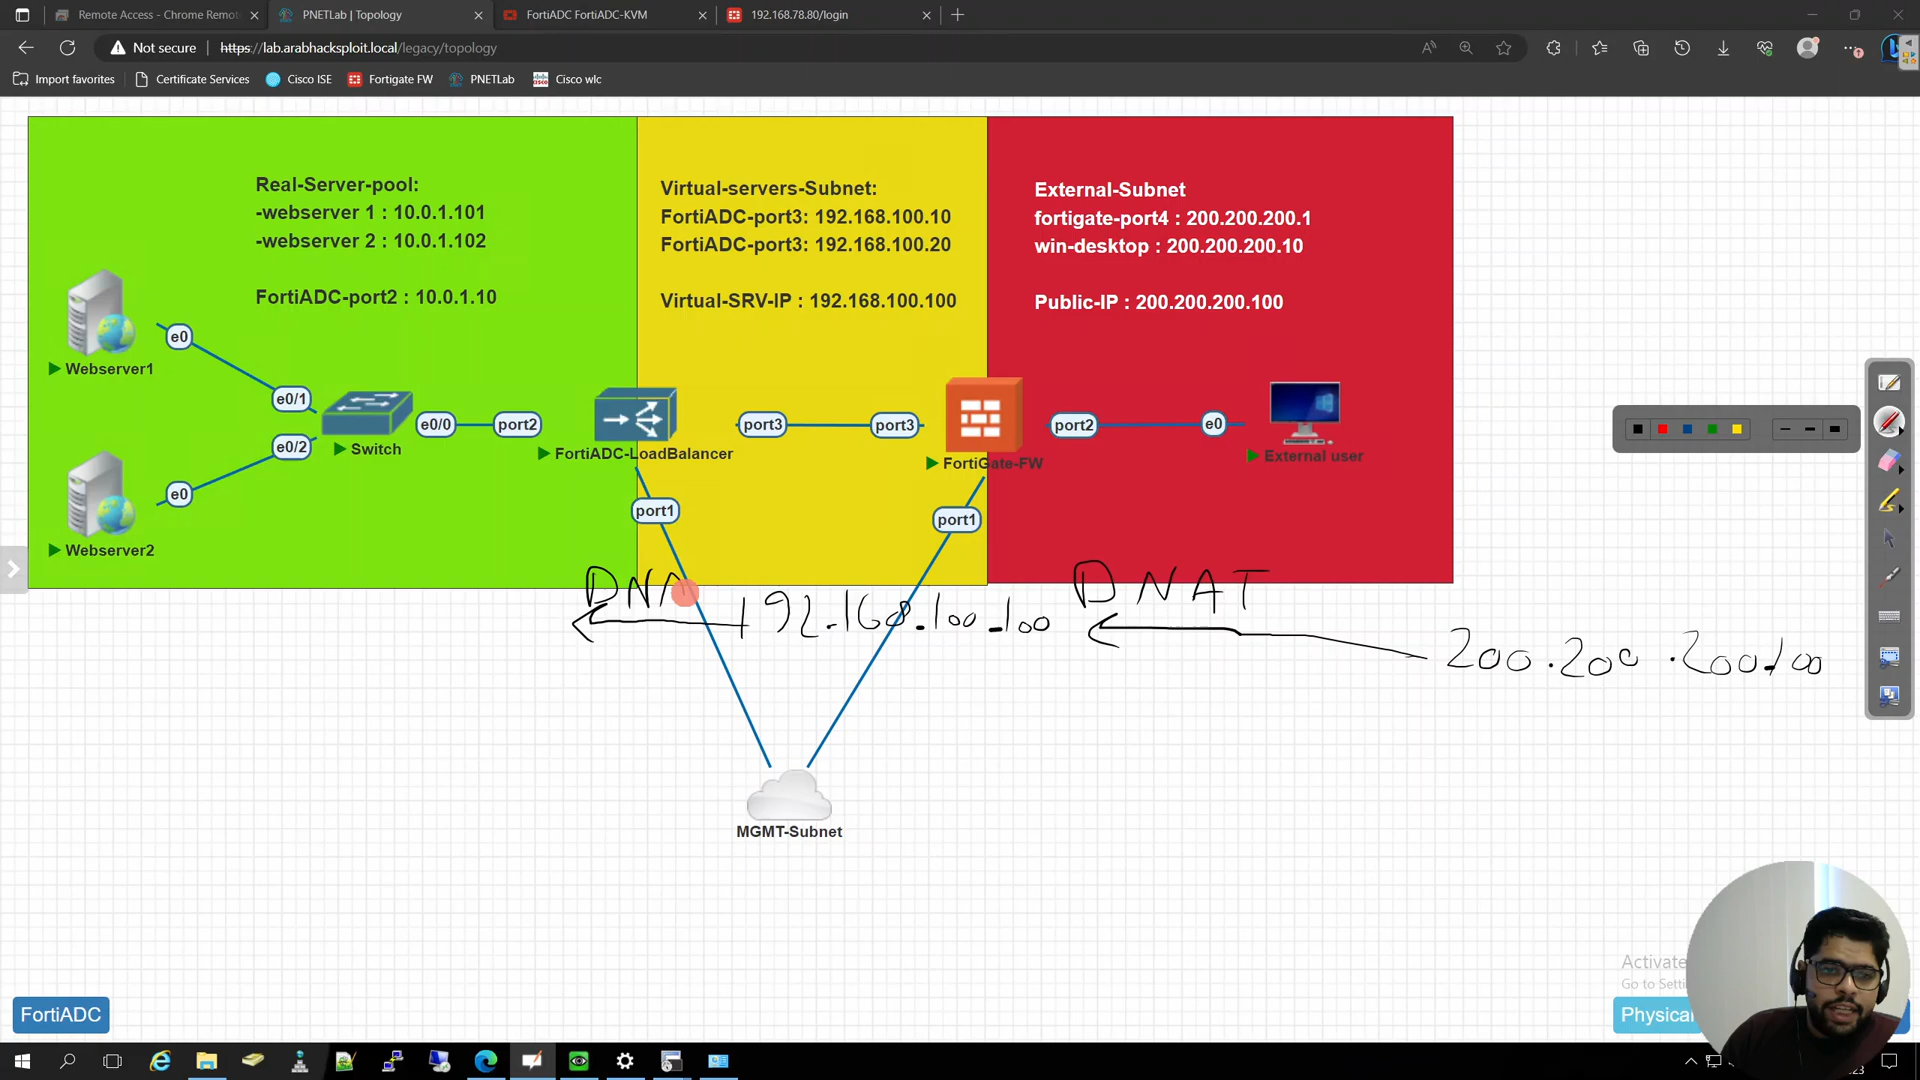 Remote Access - Chrome Remot
PNETLab | Topology
FortiADC FortiADC-KVM
192.168.78.80/login
Not secure
https://lab.arabhacksploit.local/legacy/topology
Import favorites
Certificate Services
Cisco ISE
Fortigate FW
PNETLab
Cisco wlc
Real-Server-pool:
-webserver 1 : 10.0.1.101
-webserver 2 : 10.0.1.102
FortiADC-port2 : 10.0.1.10
Virtual-servers-Subnet:
FortiADC-port3: 192.168.100.10
FortiADC-port3: 192.168.100.20
Virtual-SRV-IP : 192.168.100.100
External-Subnet
fortigate-port4 : 200.200.200.1
win-desktop : 200.200.200.10
Public-IP : 200.200.200.100
e0
Webserver1
e0/1
e0/0
port2
port3
port3
port2
e0
Switch
FortiADC-LoadBalancer
FortiGate-FW
External user
e0/2
e0
port1
port1
Webserver2
DNA
DNAT
192.168.100.100
200.200.200.100
MGMT-Subnet
Activate
Go to Setti
FortiADC
Physical
23